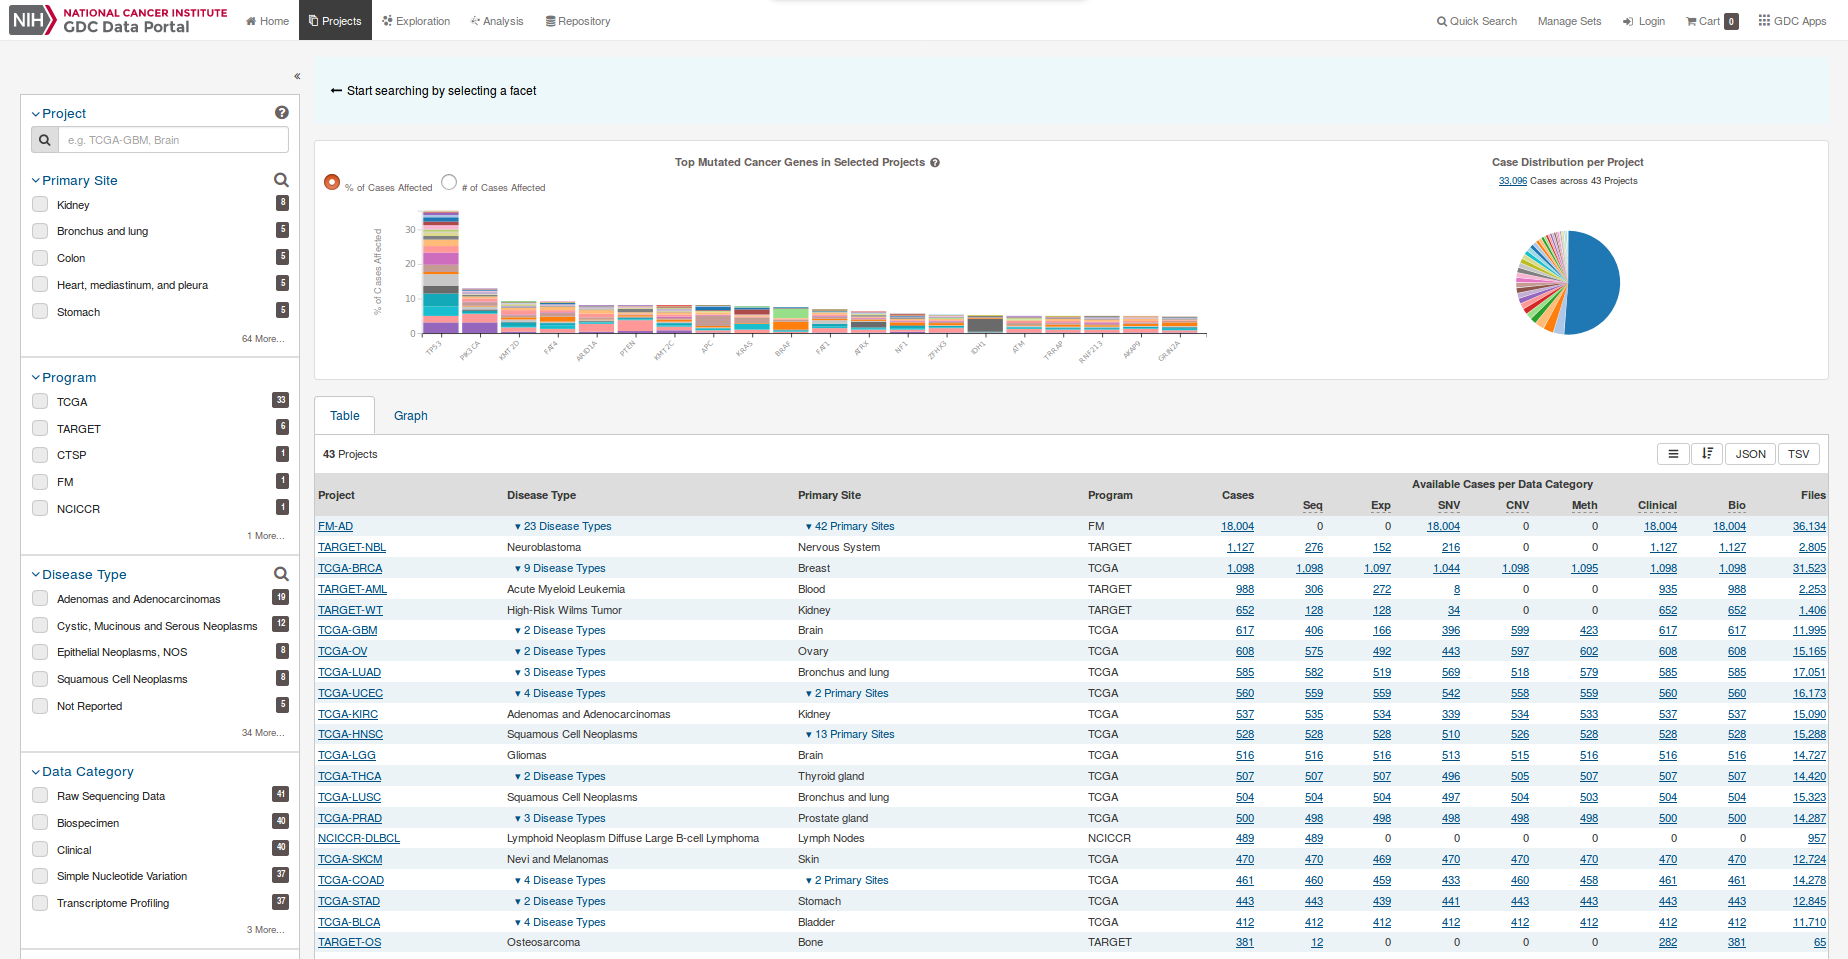 NIH NATIONAL CANCER INSTITUTE
GDC Data Portal
Home Projects Exploration Analysis Repository
Quick Search Manage Sets Login Cart 0 GDC Apps
«
Project
e.g. TCGA-GBM, Brain
Primary Site
Kidney 8
Bronchus and lung 5
Colon 5
Heart, mediastinum, and pleura 5
Stomach 5
64 More...
Program
TCGA 33
TARGET 6
CTSP 1
FM 1
NCICCR 1
1 More...
Disease Type
Adenomas and Adenocarcinomas 19
Cystic, Mucinous and Serous Neoplasms 12
Epithelial Neoplasms, NOS 8
Squamous Cell Neoplasms 8
Not Reported 5
34 More...
Data Category
Raw Sequencing Data 41
Biospecimen 40
Clinical 40
Simple Nucleotide Variation 37
Transcriptome Profiling 37
3 More...
Start searching by selecting a facet
Top Mutated Cancer Genes in Selected Projects
% of Cases Affected # of Cases Affected
% of Cases Affected
30
20
10
0
TP53 PIK3CA KMT2D FAT4 ARID1A PTEN KMT2C APC KRAS BRAF FAT1 ATRX NF1 ZFHX3 IDH1 ATM TRRAP RNF213 AKAP9 GRIN2A
Case Distribution per Project
33,096 Cases across 43 Projects
Table Graph
43 Projects
JSON TSV
Available Cases per Data Category
Project Disease Type Primary Site Program Cases Seq Exp SNV CNV Meth Clinical Bio Files
FM-AD 23 Disease Types 42 Primary Sites FM 18,004 0 0 18,004 0 0 18,004 18,004 36,134
TARGET-NBL Neuroblastoma Nervous System TARGET 1,127 276 152 216 0 0 1,127 1,127 2,805
TCGA-BRCA 9 Disease Types Breast TCGA 1,098 1,098 1,097 1,044 1,098 1,095 1,098 1,098 31,523
TARGET-AML Acute Myeloid Leukemia Blood TARGET 988 306 272 8 0 0 935 988 2,253
TARGET-WT High-Risk Wilms Tumor Kidney TARGET 652 128 128 34 0 0 652 652 1,406
TCGA-GBM 2 Disease Types Brain TCGA 617 406 166 396 599 423 617 617 11,995
TCGA-OV 2 Disease Types Ovary TCGA 608 575 492 443 597 602 608 608 15,165
TCGA-LUAD 3 Disease Types Bronchus and lung TCGA 585 582 519 569 518 579 585 585 17,051
TCGA-UCEC 4 Disease Types 2 Primary Sites TCGA 560 559 559 542 558 559 560 560 16,173
TCGA-KIRC Adenomas and Adenocarcinomas Kidney TCGA 537 535 534 339 534 533 537 537 15,090
TCGA-HNSC Squamous Cell Neoplasms 13 Primary Sites TCGA 528 528 528 510 526 528 528 528 15,288
TCGA-LGG Gliomas Brain TCGA 516 516 516 513 515 516 516 516 14,727
TCGA-THCA 2 Disease Types Thyroid gland TCGA 507 507 507 496 505 507 507 507 14,420
TCGA-LUSC Squamous Cell Neoplasms Bronchus and lung TCGA 504 504 504 497 504 503 504 504 15,323
TCGA-PRAD 3 Disease Types Prostate gland TCGA 500 498 498 498 498 498 500 500 14,287
NCICCR-DLBCL Lymphoid Neoplasm Diffuse Large B-cell Lymphoma Lymph Nodes NCICCR 489 489 0 0 0 0 0 0 957
TCGA-SKCM Nevi and Melanomas Skin TCGA 470 470 469 470 470 470 470 470 12,724
TCGA-COAD 4 Disease Types 2 Primary Sites TCGA 461 460 459 433 460 458 461 461 14,278
TCGA-STAD 2 Disease Types Stomach TCGA 443 443 439 441 443 443 443 443 12,845
TCGA-BLCA 4 Disease Types Bladder TCGA 412 412 412 412 412 412 412 412 11,710
TARGET-OS Osteosarcoma Bone TARGET 381 12 0 0 0 0 282 381 65